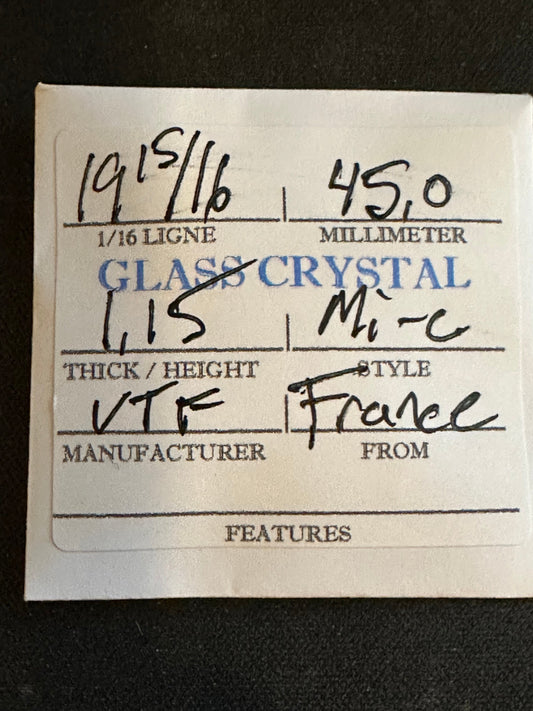 19 15/16 45.0
1/16 LIGNE MILLIMETER
GLASS CRYSTAL
1.15 Mi-c
THICK / HEIGHT STYLE
VTF France
MANUFACTURER FROM
FEATURES